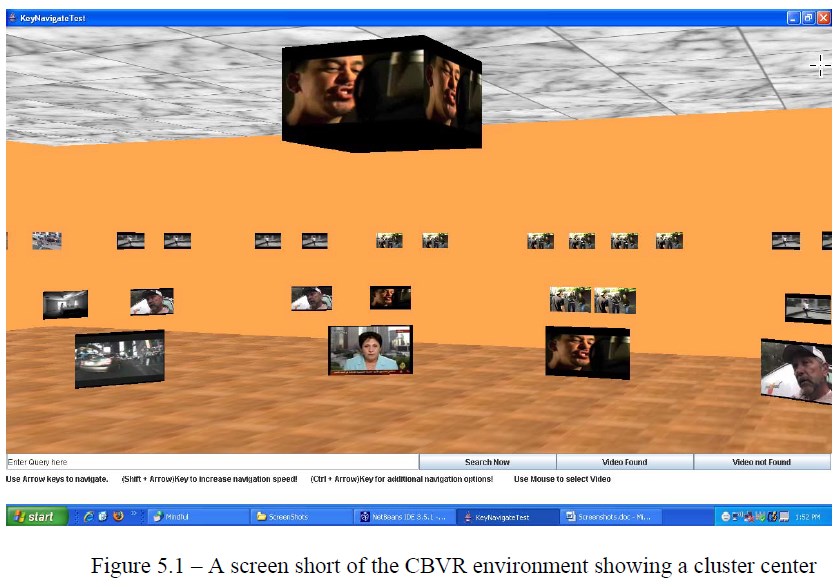 KeyNavigateTest
Enter Query here
Search Now
Video Found
Video not Found
Use Arrow keys to navigate. (Shift + Arrow)Key to increase navigation speed! (Ctrl + Arrow)Key for additional navigation options! Use Mouse to select Video
start
Mindful
ScreenShots
NetBeans IDE 3.5.1 -...
KeyNavigateTest
Screenshots.doc - Mi...
1:52 PM
Figure 5.1 – A screen short of the CBVR environment showing a cluster center